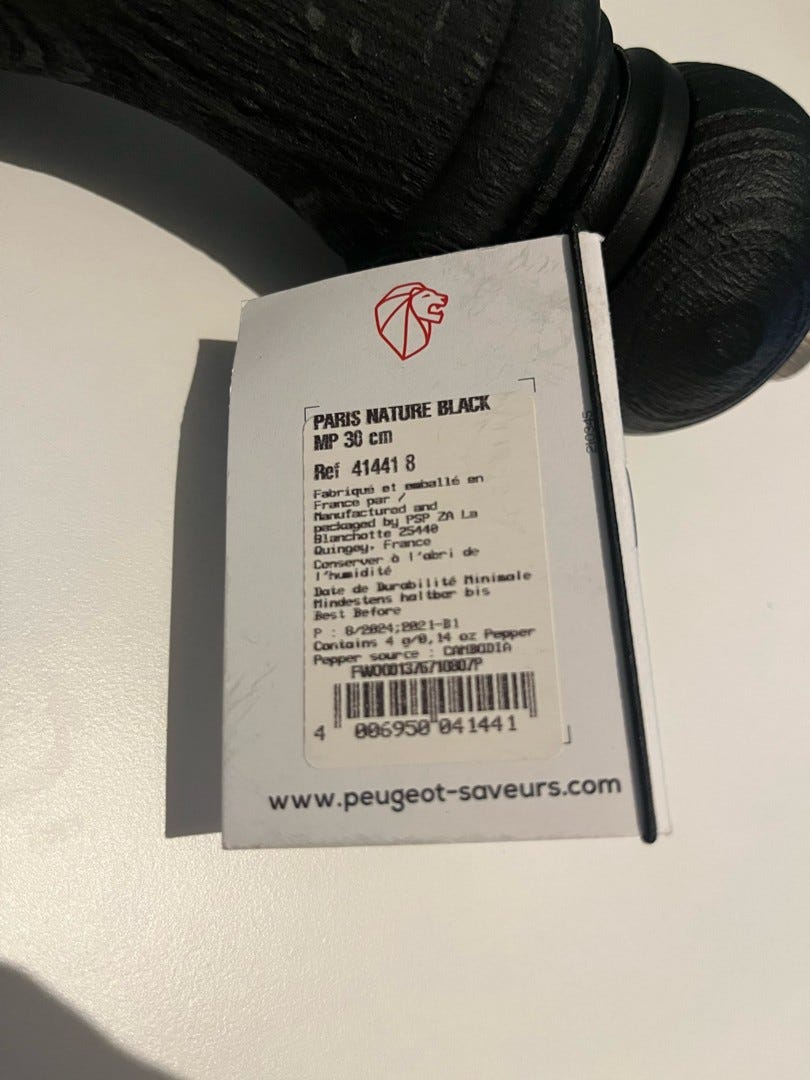 PARIS NATURE BLACK
MP 30 cm
Ref 41441 8
Fabriqué et emballé en
France par /
Manufactured and
packaged by PSP ZA La
Blanchotte 25440
Quingey, France
Conserver à l'abri de
l'humidité
Date de Durabilité Minimale
Mindestens haltbar bis
Best Before
P : 8/2024;2021-B1
Contains 4 g/0,14 oz Pepper
Pepper source : CAMBODIA
FW0001376710807P
4 006950 041441
www.peugeot-saveurs.com
210345